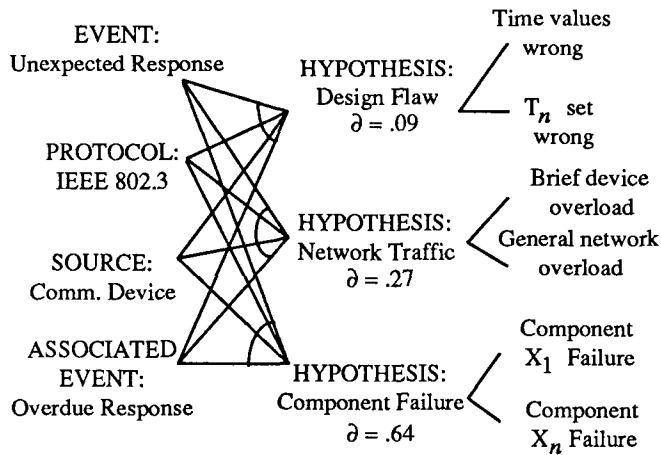 EVENT:
Unexpected Response
PROTOCOL:
IEEE 802.3
SOURCE:
Comm. Device
ASSOCIATED
EVENT:
Overdue Response
HYPOTHESIS:
Design Flaw
∂ = .09
HYPOTHESIS:
Network Traffic
∂ = .27
HYPOTHESIS:
Component Failure
∂ = .64
Time values
wrong
Tn set
wrong
Brief device
overload
General network
overload
Component
X1 Failure
Component
Xn Failure